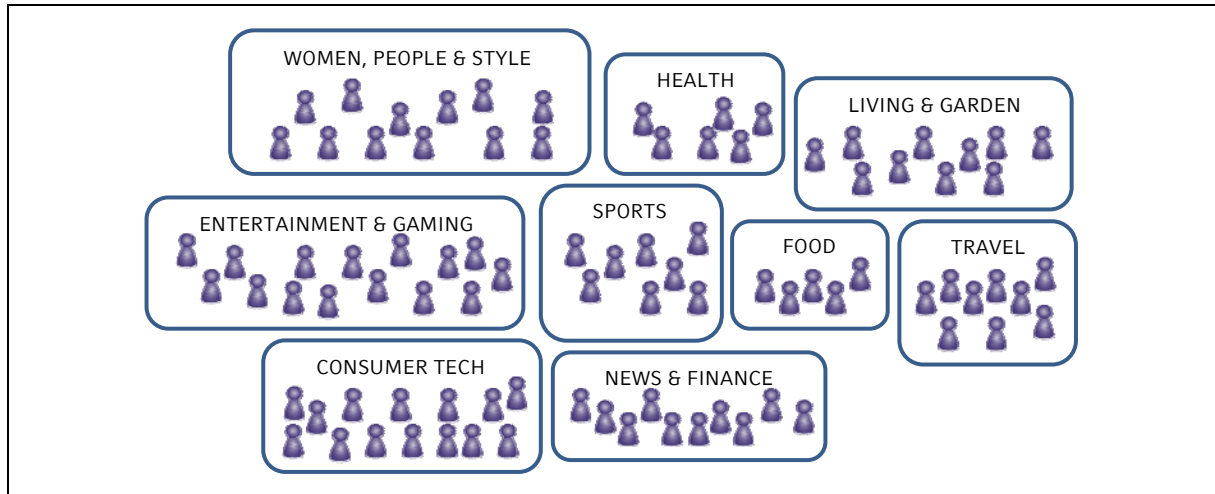 WOMEN, PEOPLE & STYLE
HEALTH
LIVING & GARDEN
ENTERTAINMENT & GAMING
SPORTS
FOOD
TRAVEL
CONSUMER TECH
NEWS & FINANCE